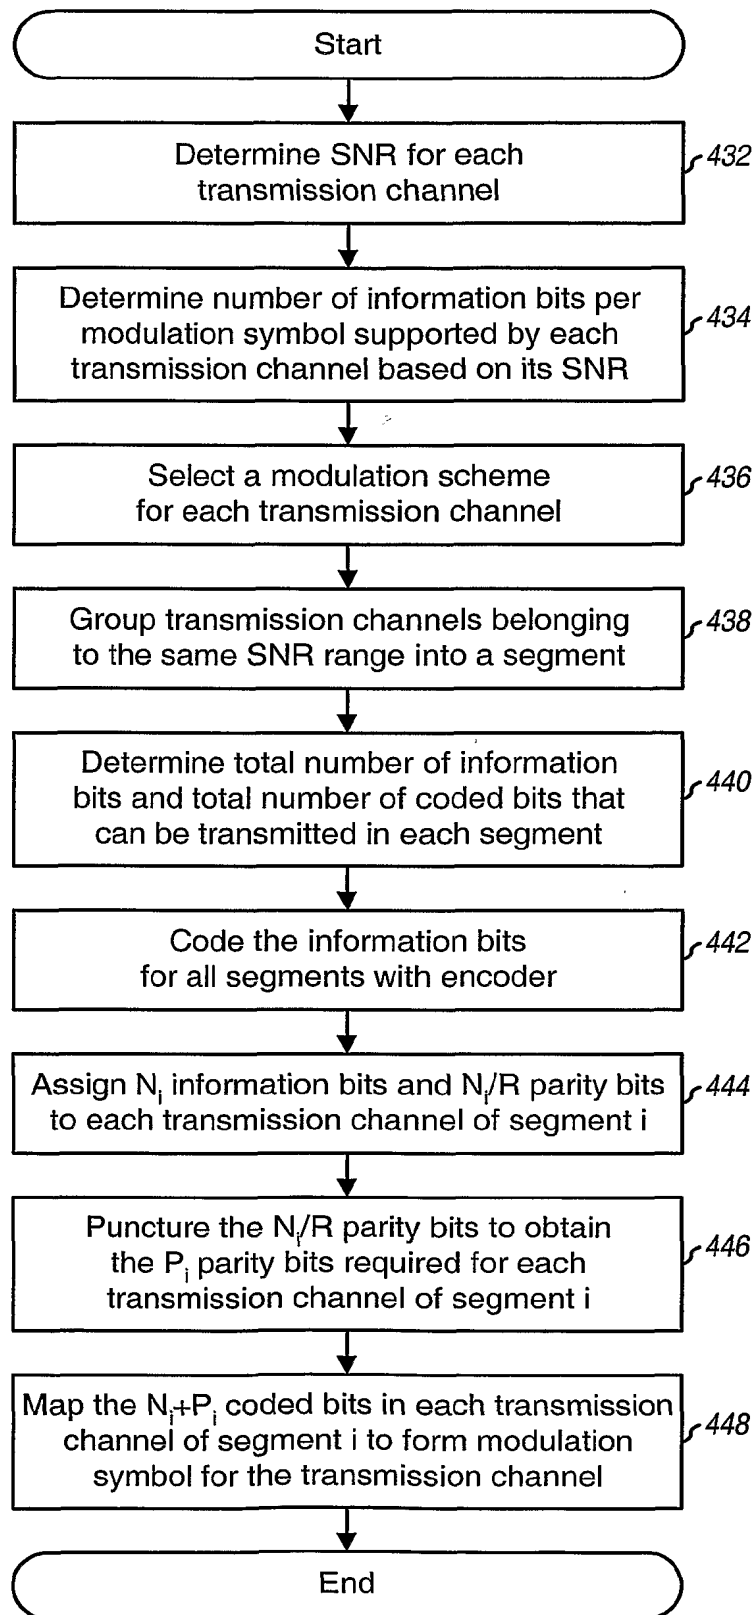 Start
Determine SNR for each
transmission channel
432
Determine number of information bits per
modulation symbol supported by each
transmission channel based on its SNR
434
Select a modulation scheme
for each transmission channel
436
Group transmission channels belonging
to the same SNR range into a segment
438
Determine total number of information
bits and total number of coded bits that
can be transmitted in each segment
440
Code the information bits
for all segments with encoder
442
Assign Nᵢ information bits and Nᵢ/R parity bits
to each transmission channel of segment i
444
Puncture the Nᵢ/R parity bits to obtain
the Pᵢ parity bits required for each
transmission channel of segment i
446
Map the Nᵢ+Pᵢ coded bits in each transmission
channel of segment i to form modulation
symbol for the transmission channel
448
End